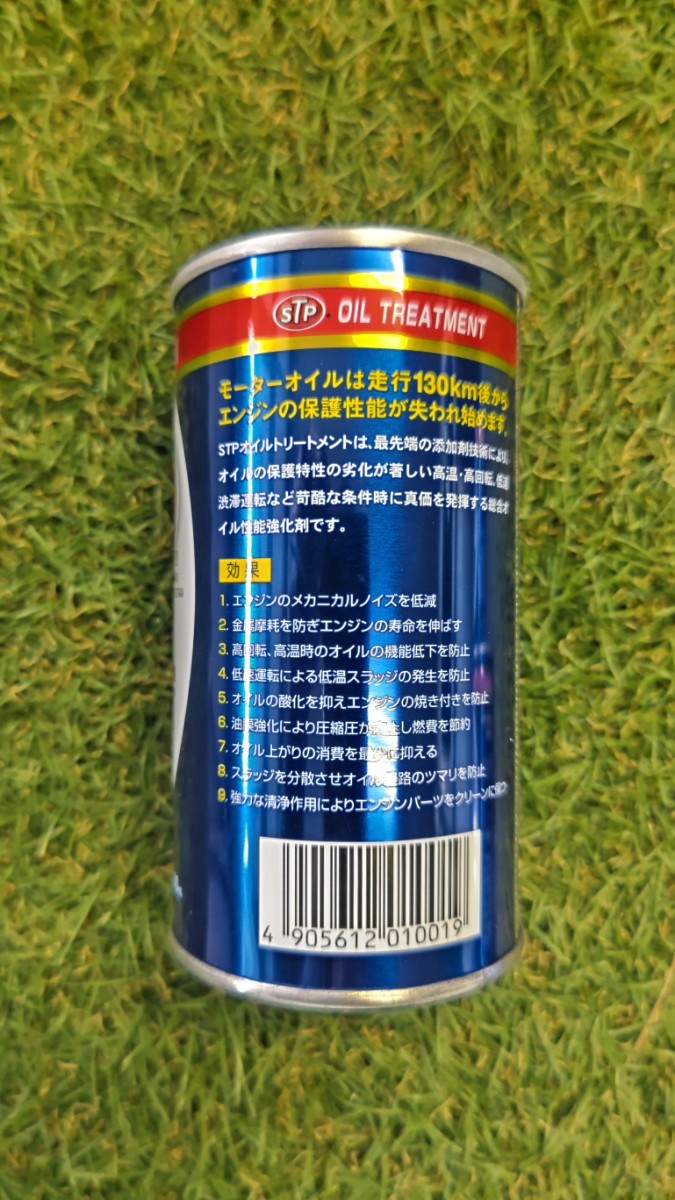 STP OIL TREATMENT
モーターオイルは走行130km後から
エンジンの保護性能が失われ始めます。
STPオイルトリートメントは、最先端の添加剤技術により、
オイルの保護特性の劣化が著しい高温・高回転、低速
渋滞運転など苛酷な条件時に真価を発揮する総合オ
イル性能強化剤です。
効果
1. エンジンのメカニカルノイズを低減
2. 金属摩耗を防ぎエンジンの寿命を伸ばす
3. 高回転、高温時のオイルの機能低下を防止
4. 低速運転による低温スラッジの発生を防止
5. オイルの酸化を抑えエンジンの焼き付きを防止
6. 油膜強化により圧縮圧が向上し燃費を節約
7. オイル上がりの消費を最少に抑える
8. スラッジを分散させオイル通路のツマリを防止
9. 強力な清浄作用によりエンジンパーツをクリーンに保つ
4 905612 010019